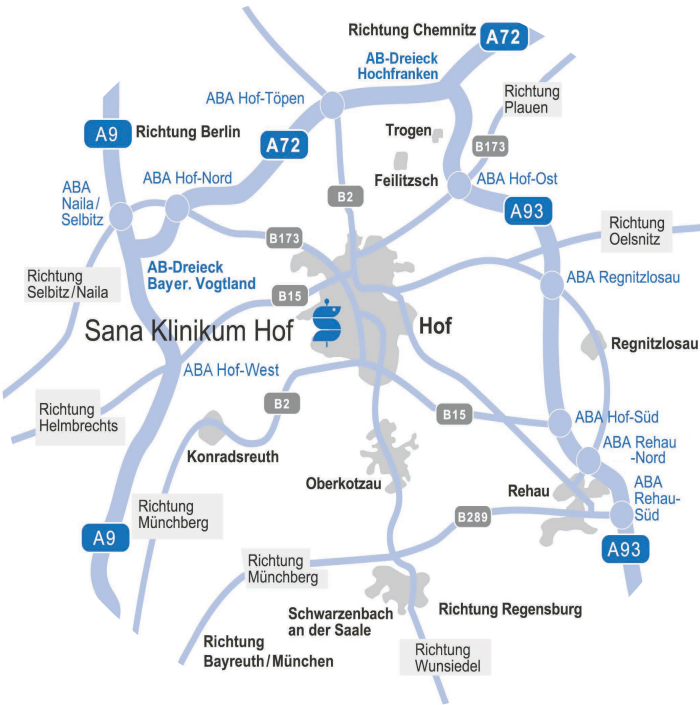 Richtung Chemnitz
A72
AB-Dreieck
Hochfranken
Richtung
Plauen
ABA Hof-Töpen
A9
Richtung Berlin
A72
Trogen
B173
Feilitzsch
ABA
Naila/
Selbitz
ABA Hof-Nord
B2
ABA Hof-Ost
A93
Richtung
Oelsnitz
B173
Richtung
Selbitz/Naila
AB-Dreieck
Bayer. Vogtland
ABA Regnitzlosau
B15
Sana Klinikum Hof
Hof
Regnitzlosau
ABA Hof-West
Richtung
Helmbrechts
B2
B15
ABA Hof-Süd
Konradsreuth
ABA Rehau
-Nord
Oberkotzau
Rehau
ABA
Rehau-
Süd
Richtung
Münchberg
B289
A9
A93
Richtung
Münchberg
Schwarzenbach
an der Saale
Richtung Regensburg
Richtung
Bayreuth/München
Richtung
Wunsiedel